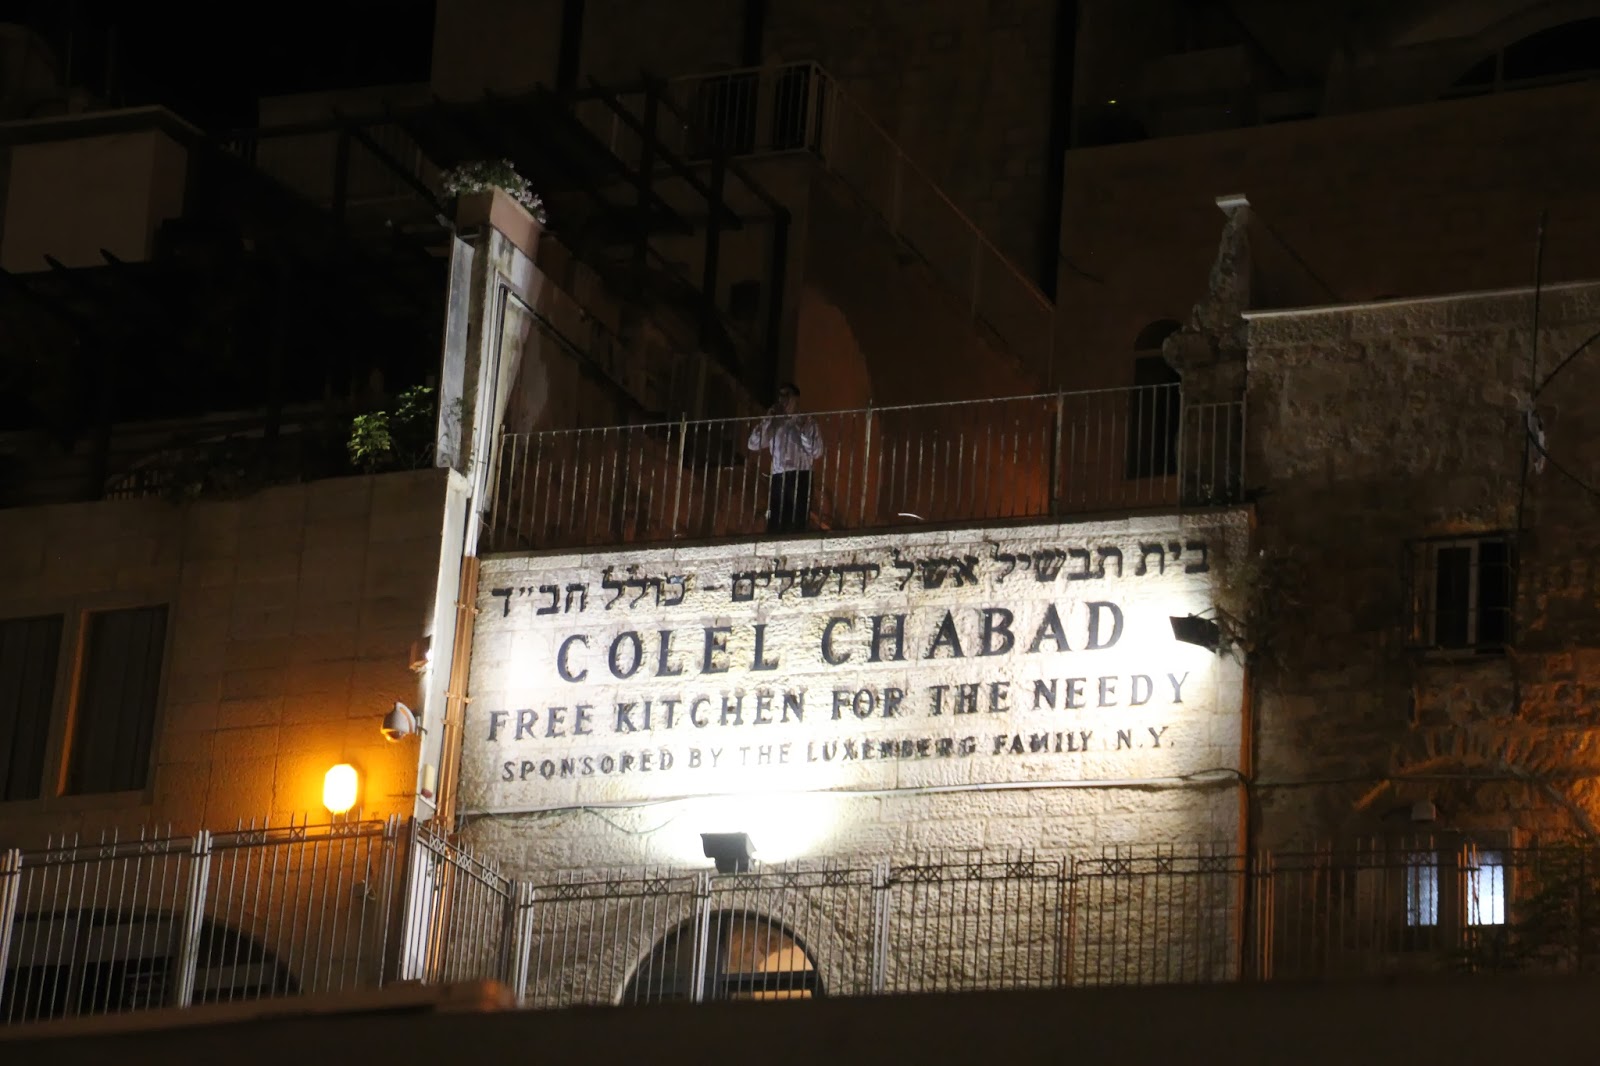 בית תבשיל אשל ירושלים - כולל חב"ד
COLEL CHABAD
FREE KITCHEN FOR THE NEEDY
SPONSORED BY THE LUXENBERG FAMILY N.Y.